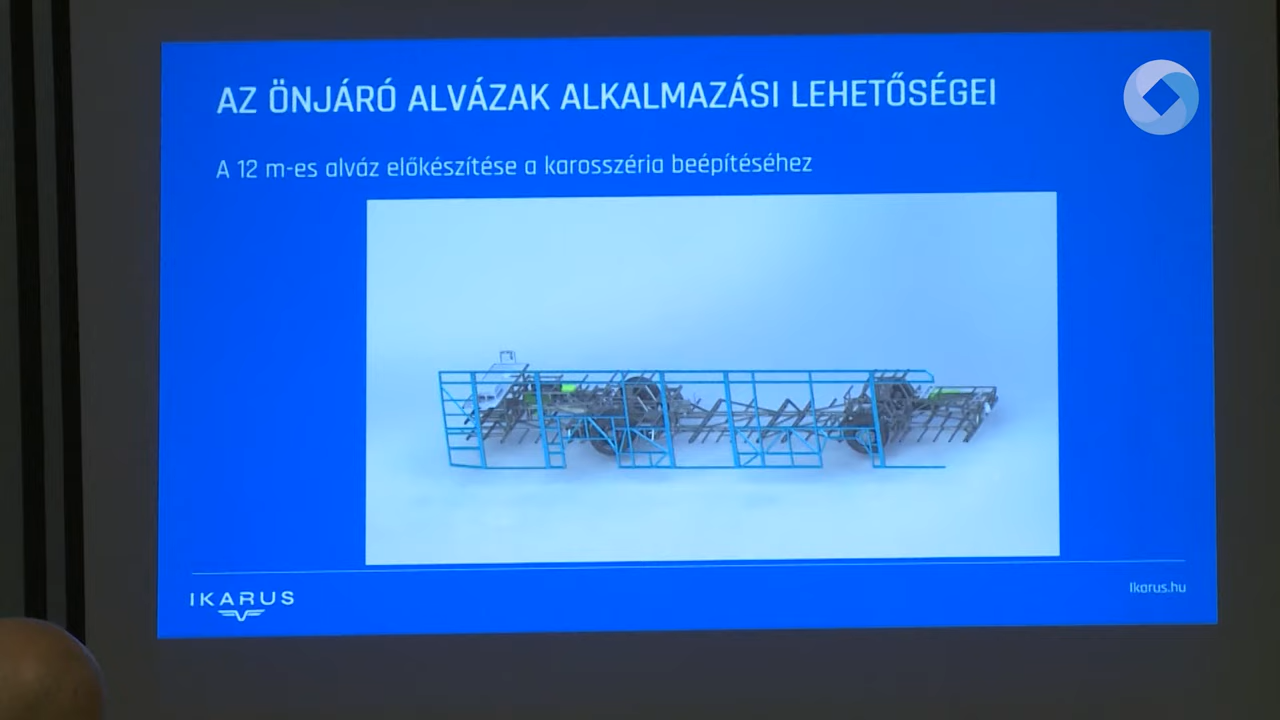 AZ ÖNJÁRÓ ALVÁZAK ALKALMAZÁSI LEHETŐSÉGEI
A 12 m-es alváz előkészítése a karosszéria beépítéséhez
IKARUS
Ikarus.hu